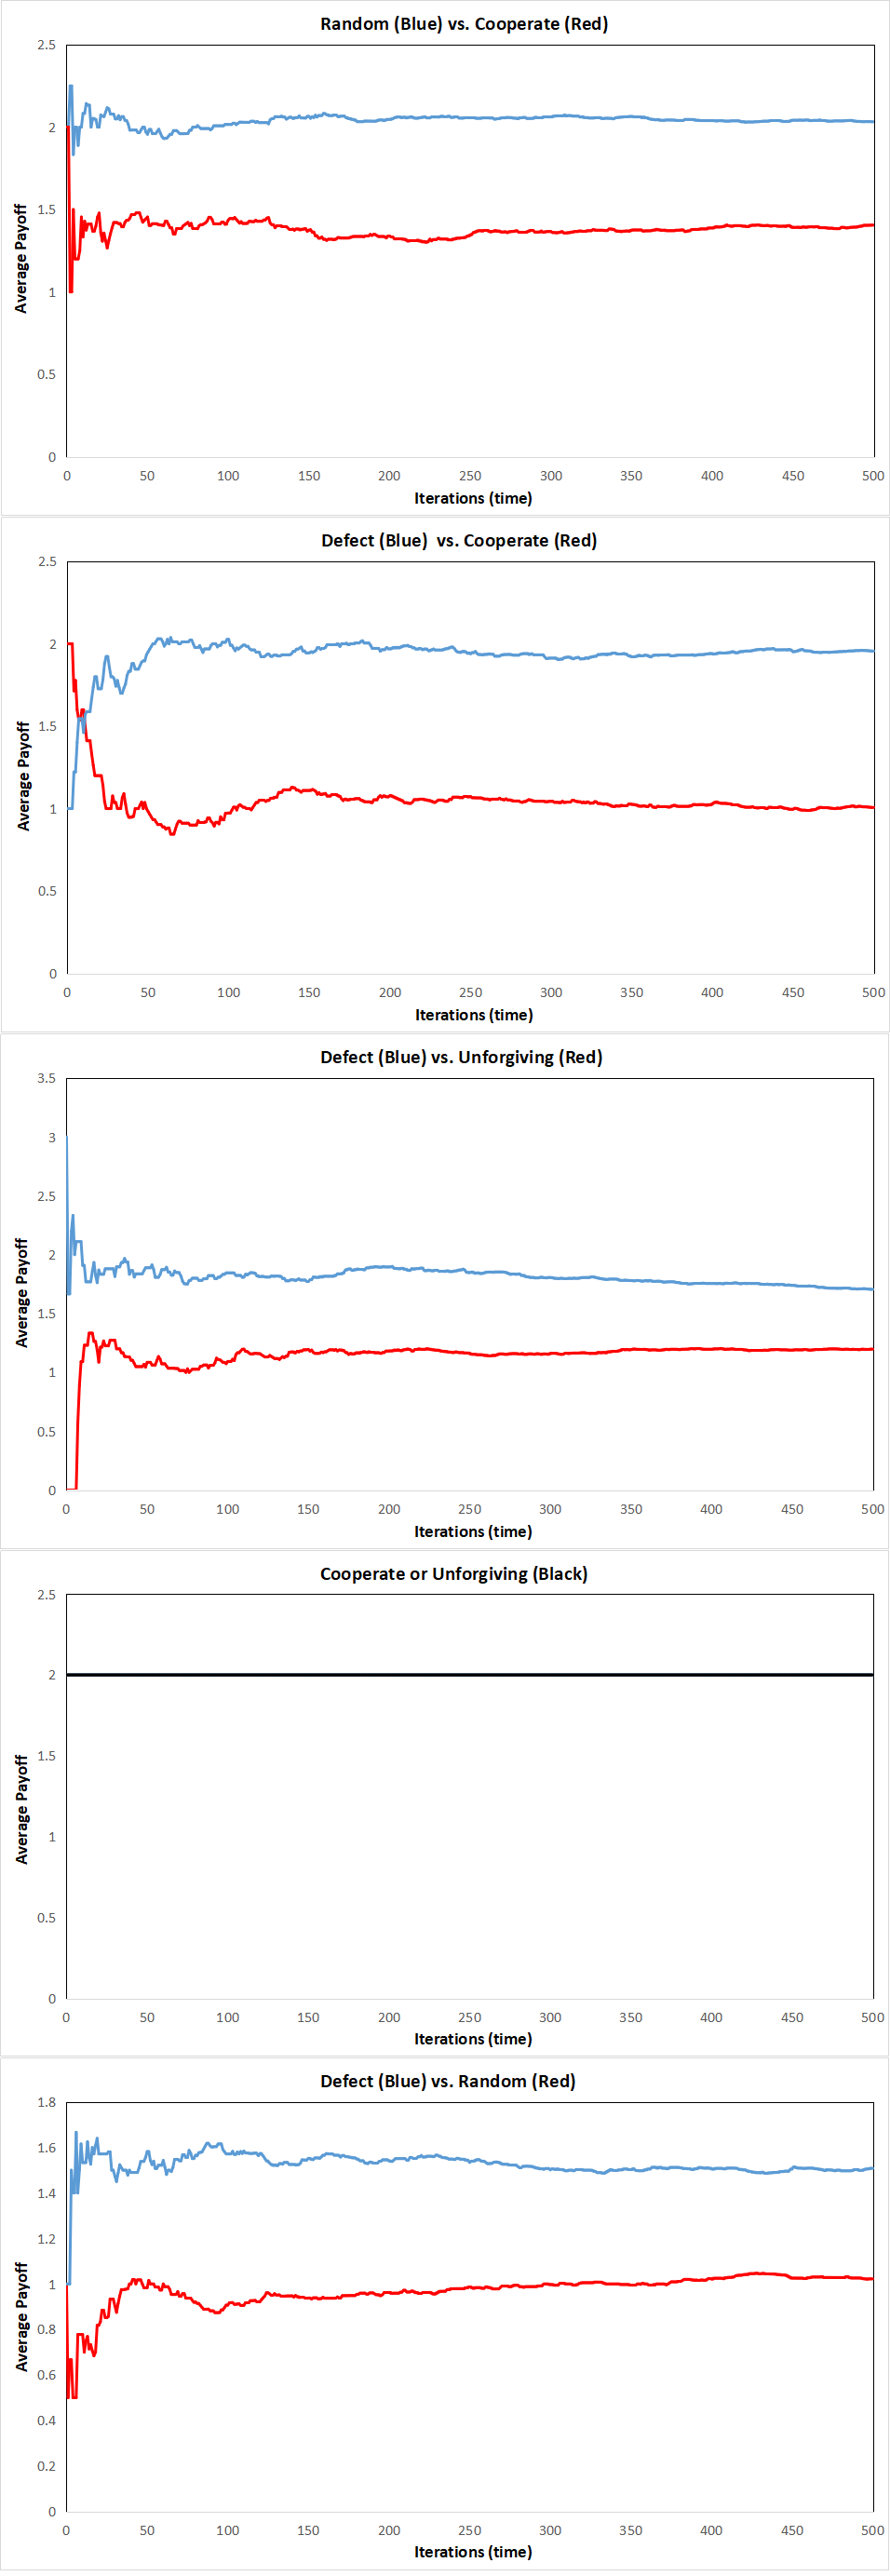 Random (Blue) vs. Cooperate (Red)
2.5
2
1.5
1
0.5
0
Average Payoff
0 50 100 150 200 250 300 350 400 450 500
Iterations (time)
Defect (Blue) vs. Cooperate (Red)
2.5
2
1.5
1
0.5
0
Average Payoff
0 50 100 150 200 250 300 350 400 450 500
Iterations (time)
Defect (Blue) vs. Unforgiving (Red)
3.5
3
2.5
2
1.5
1
0.5
0
Average Payoff
0 50 100 150 200 250 300 350 400 450 500
Iterations (time)
Cooperate or Unforgiving (Black)
2.5
2
1.5
1
0.5
0
Average Payoff
0 50 100 150 200 250 300 350 400 450 500
Iterations (time)
Defect (Blue) vs. Random (Red)
1.8
1.6
1.4
1.2
1
0.8
0.6
0.4
0.2
0
Average Payoff
0 50 100 150 200 250 300 350 400 450 500
Iterations (time)